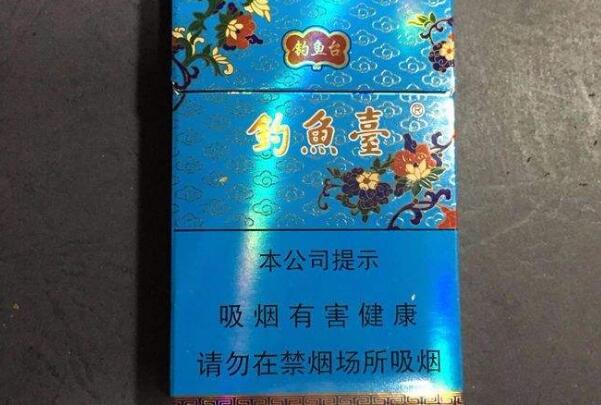 钓鱼台
钓魚臺®
本公司提示
吸烟有害健康
请勿在禁烟场所吸烟